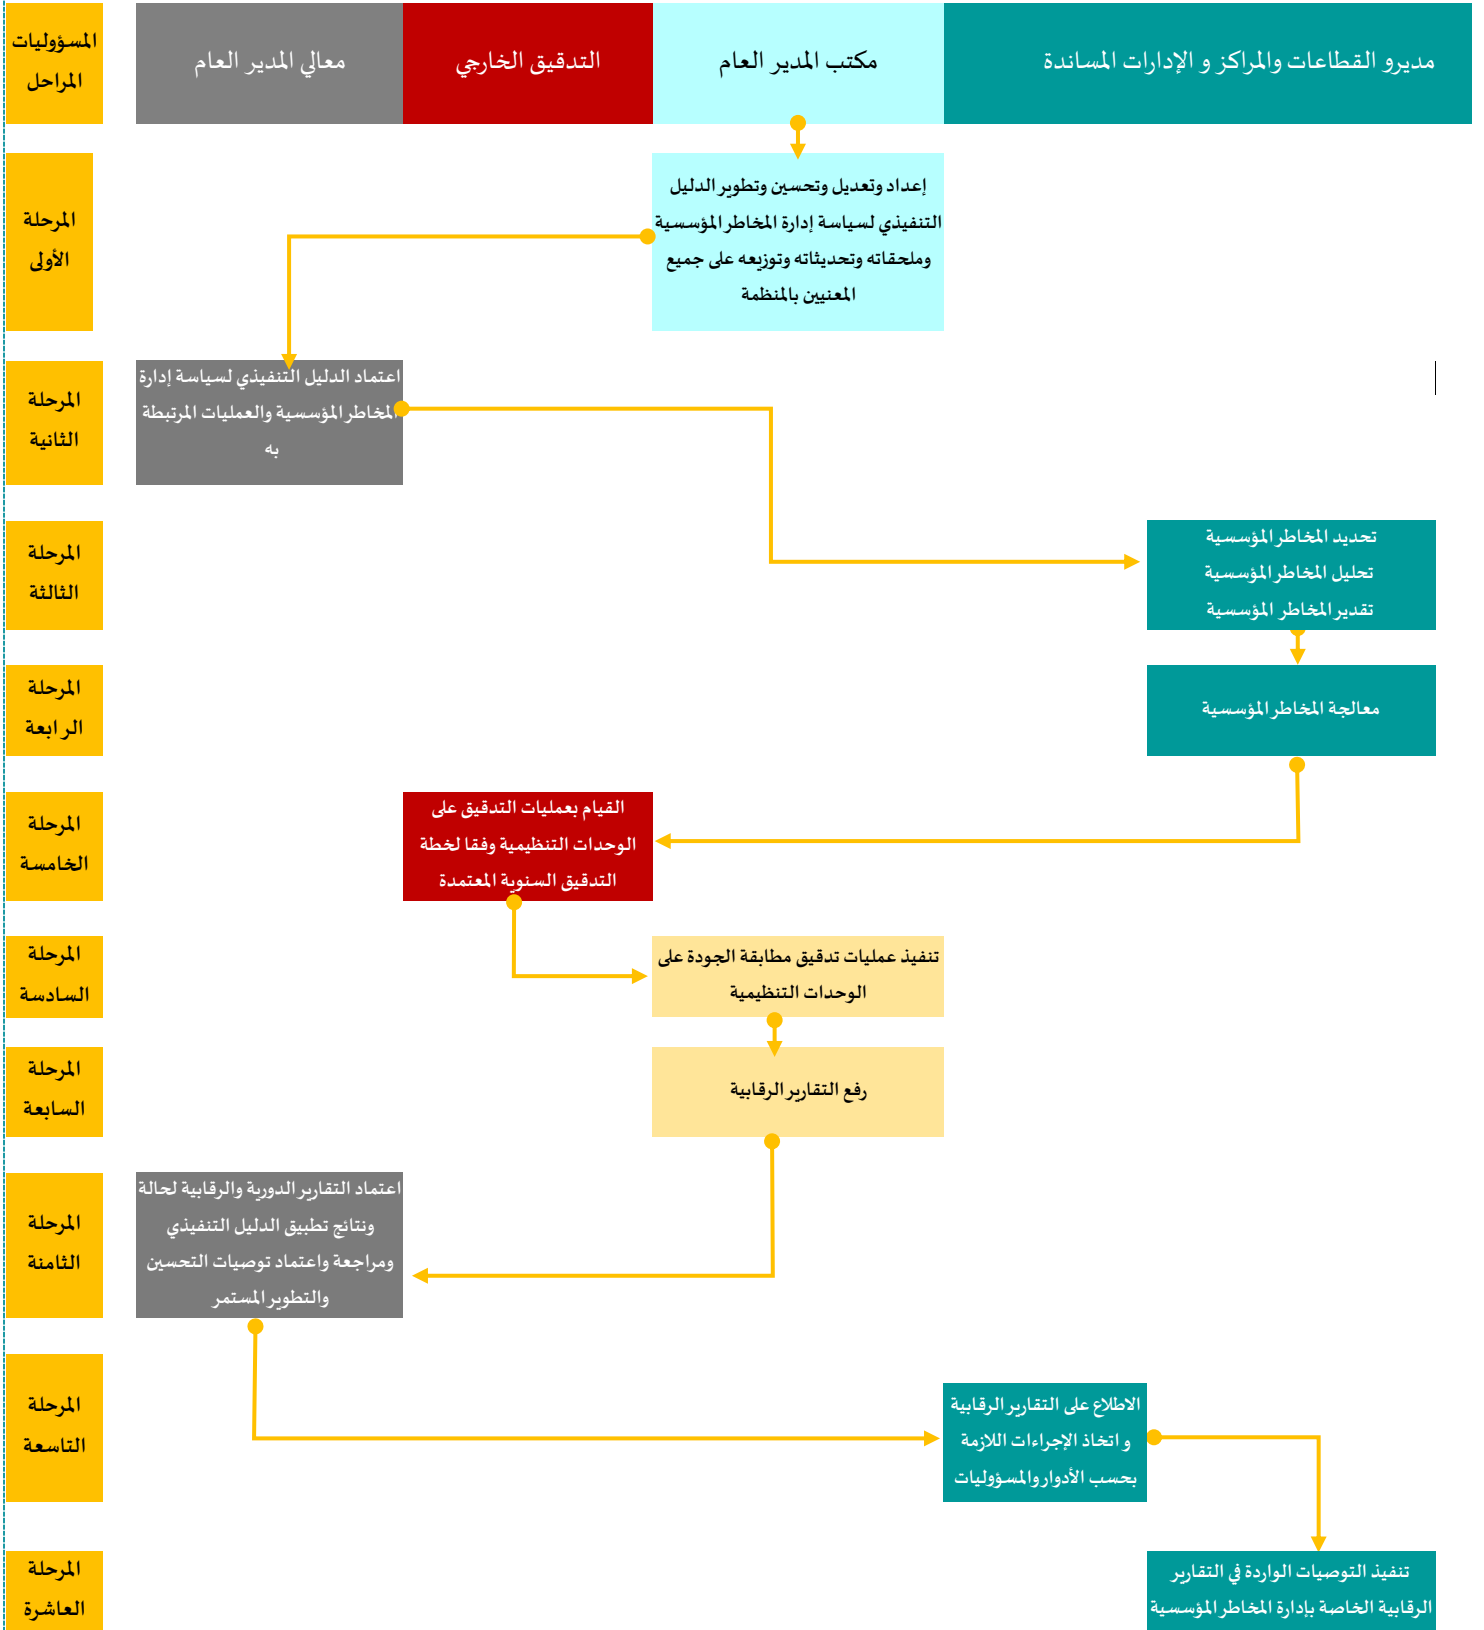 المسؤوليات
المراحل
معالي المدير العام
التدقيق الخارجي
مكتب المدير العام
مديرو القطاعات والمراكز و الإدارات المساندة
المرحلة
الأولى
إعداد وتعديل وتحسين وتطوير الدليل
التنفيذي لسياسة إدارة المخاطر المؤسسية
وملحقاته وتحديثاته وتوزيعه على جميع
المعنيين بالمنظمة
المرحلة
الثانية
اعتماد الدليل التنفيذي لسياسة إدارة
المخاطر المؤسسية والعمليات المرتبطة
به
المرحلة
الثالثة
تحديد المخاطر المؤسسية
تحليل المخاطر المؤسسية
تقدير المخاطر المؤسسية
المرحلة
الرابعة
معالجة المخاطر المؤسسية
المرحلة
الخامسة
القيام بعمليات التدقيق على
الوحدات التنظيمية وفقا لخطة
التدقيق السنوية المعتمدة
المرحلة
السادسة
تنفيذ عمليات تدقيق مطابقة الجودة على
الوحدات التنظيمية
المرحلة
السابعة
رفع التقارير الرقابية
المرحلة
الثامنة
اعتماد التقارير الدورية والرقابية لحالة
ونتائج تطبيق الدليل التنفيذي
ومراجعة واعتماد توصيات التحسين
والتطوير المستمر
المرحلة
التاسعة
الاطلاع على التقارير الرقابية
و اتخاذ الإجراءات اللازمة
بحسب الأدوار والمسؤوليات
المرحلة
العاشرة
تنفيذ التوصيات الواردة في التقارير
الرقابية الخاصة بإدارة المخاطر المؤسسية